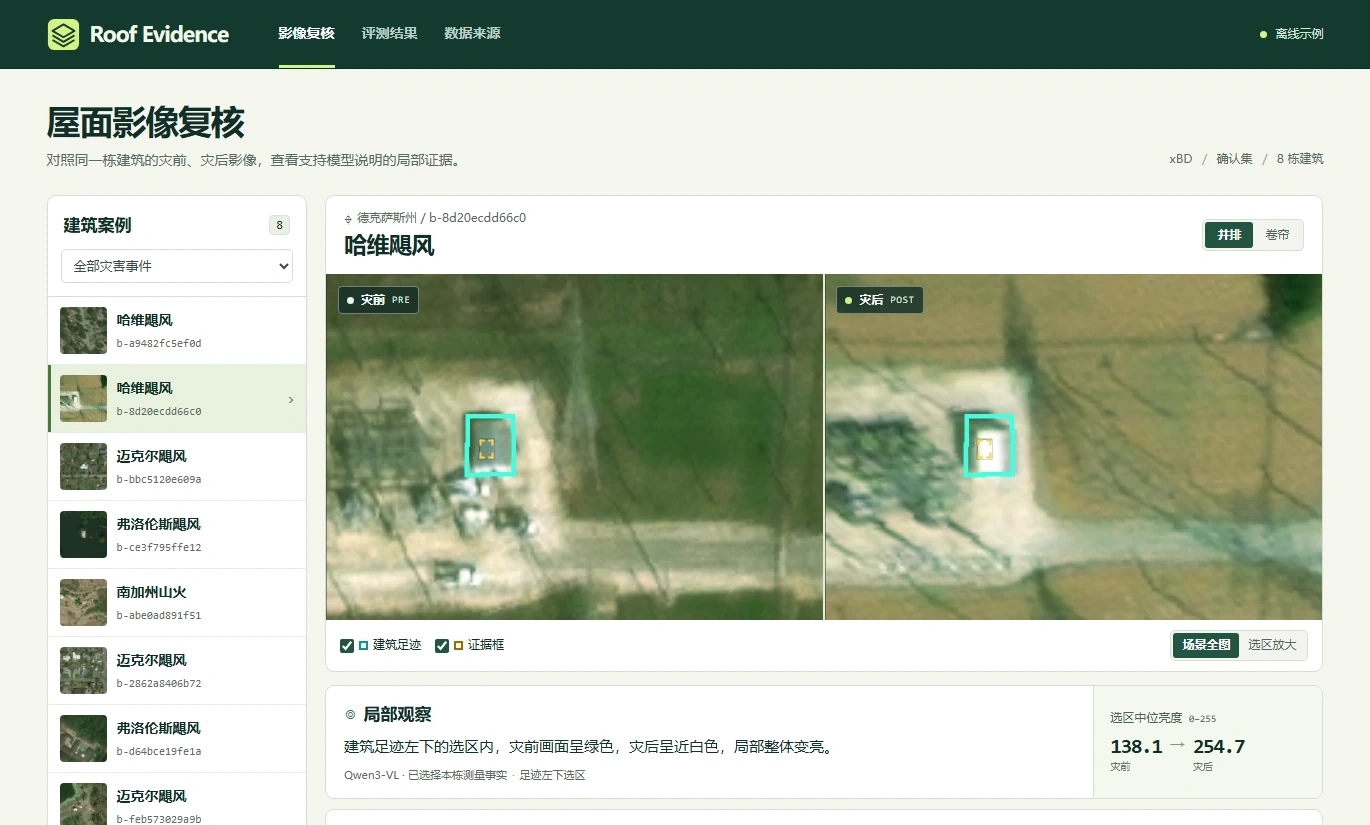 Roof Evidence
影像复核
评测结果
数据来源
离线示例
屋面影像复核
对照同一栋建筑的灾前、灾后影像，查看支持模型说明的局部证据。
xBD / 确认集 / 8 栋建筑
建筑案例
8
全部灾害事件
哈维飓风
b-a9482fc5ef0d
哈维飓风
b-8d20ecdd66c0
迈克尔飓风
b-bbc5120e609a
弗洛伦斯飓风
b-ce3f795ffe12
南加州山火
b-abe0ad891f51
迈克尔飓风
b-2862a8406b72
弗洛伦斯飓风
b-d64bce19fe1a
迈克尔飓风
b-feb573029a9b
德克萨斯州 / b-8d20ecdd66c0
哈维飓风
并排
卷帘
灾前 PRE
灾后 POST
建筑足迹
证据框
场景全图
选区放大
局部观察
建筑足迹左下的选区内，灾前画面呈绿色，灾后呈近白色，局部整体变亮。
Qwen3-VL · 已选择本栋测量事实 · 足迹左下选区
选区中位亮度 0–255
138.1 → 254.7
灾前
灾后